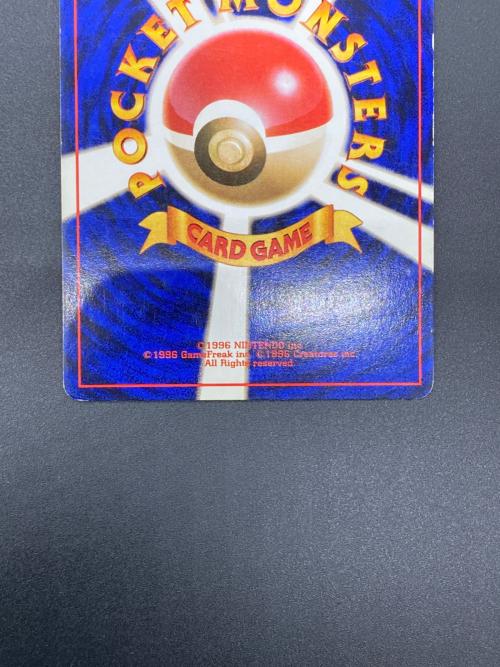 POCKET MONSTERS
CARD GAME
©1996 NINTENDO inc.
©1996 GameFreak inc. ©1996 Creatures inc.
All Rights reserved.